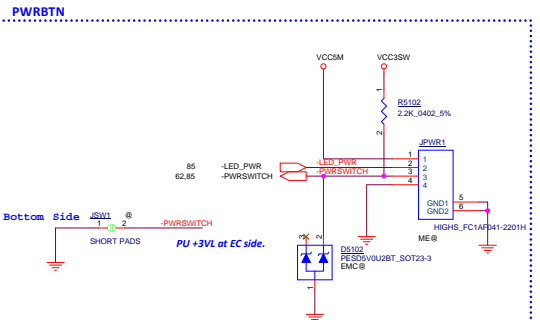 PWRBTN
VCC5M
VCC3SW
1
R5102
2.2K_0402_5%
2
JPWR1
85 -LED_PWR
-LED_PWR
62,85 -PWRSWITCH
-PWRSWITCH
1 1
2 2
3 3
4 4
GND1 5
GND2 6
HIGHS_FC1AF041-2201H
ME@
Bottom Side
JSW1 @
1 2
-PWRSWITCH
SHORT PADS
PU +3VL at EC side.
3 2
D5102
PESD5V0U2BT_SOT23-3
EMC@
1